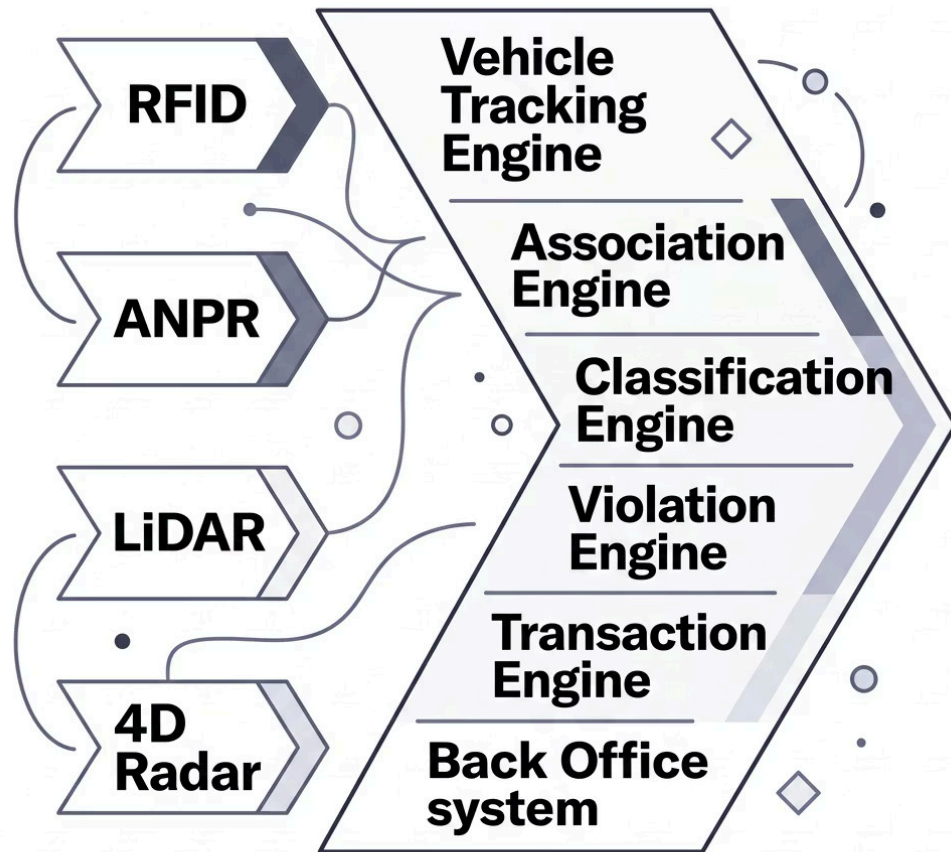 RFID
ANPR
LiDAR
4D
Radar
Vehicle
Tracking
Engine
Association
Engine
Classification
Engine
Violation
Engine
Transaction
Engine
Back Office
system